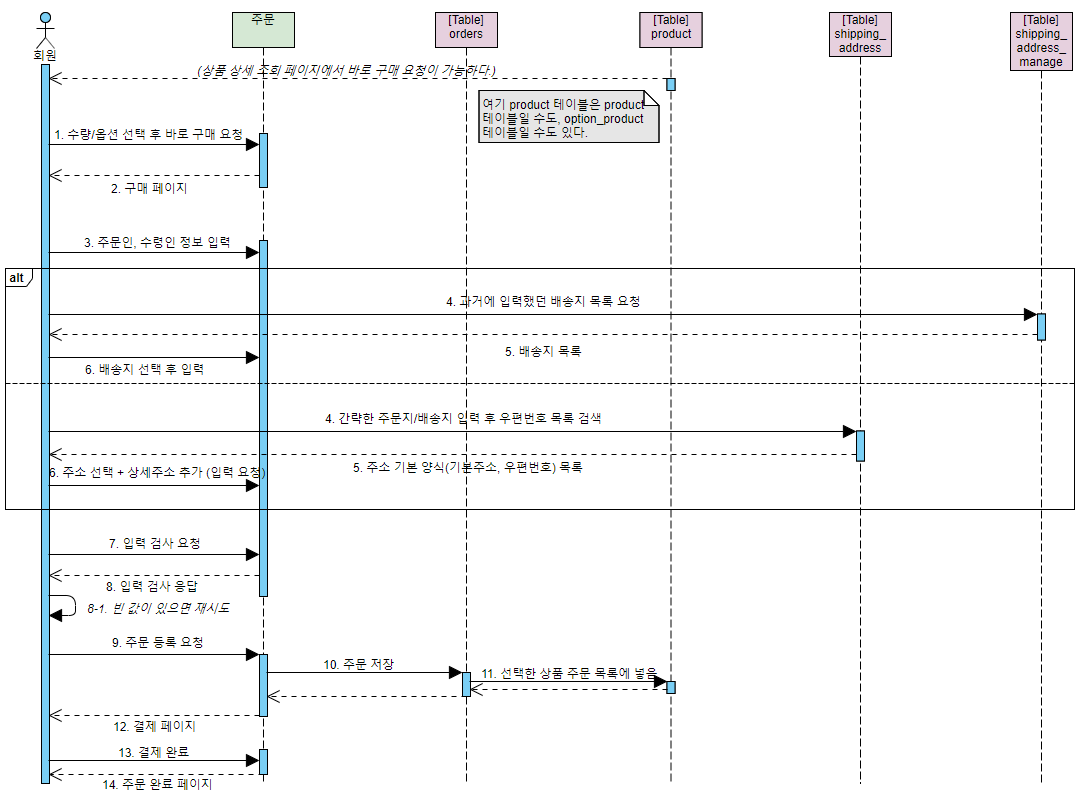 회원
주문
[Table]
orders
[Table]
product
[Table]
shipping_
address
[Table]
shipping_
address_
manage
(상품 상세 조회 페이지에서 바로 구매 요청이 가능하다.)
여기 product 테이블은 product
테이블일 수도, option_product
테이블일 수도 있다.
1. 수량/옵션 선택 후 바로 구매 요청
2. 구매 페이지
3. 주문인, 수령인 정보 입력
alt
4. 과거에 입력했던 배송지 목록 요청
5. 배송지 목록
6. 배송지 선택 후 입력
4. 간략한 주문지/배송지 입력 후 우편번호 목록 검색
5. 주소 기본 양식(기본주소, 우편번호) 목록
6. 주소 선택 + 상세주소 추가 (입력 요청)
7. 입력 검사 요청
8. 입력 검사 응답
8-1. 빈 값이 있으면 재시도
9. 주문 등록 요청
10. 주문 저장
11. 선택한 상품 주문 목록에 넣음
12. 결제 페이지
13. 결제 완료
14. 주문 완료 페이지